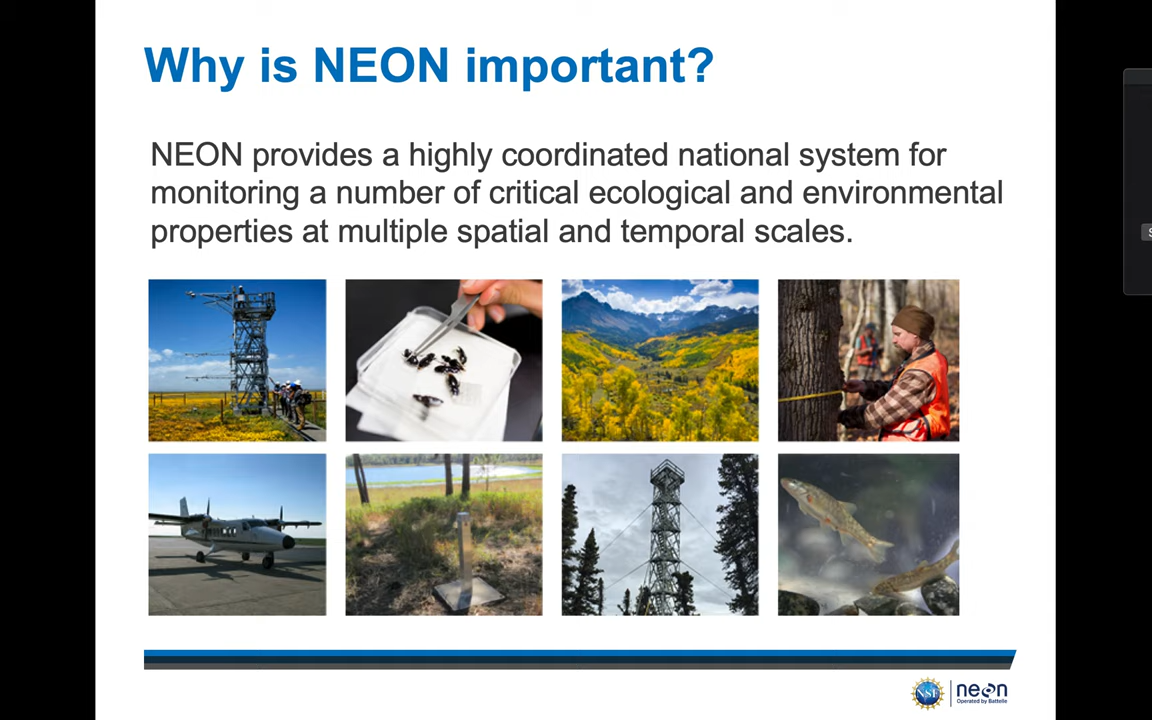 Why is NEON important?
NEON provides a highly coordinated national system for
monitoring a number of critical ecological and environmental
properties at multiple spatial and temporal scales.
NSF
neon
Operated by Battelle
S